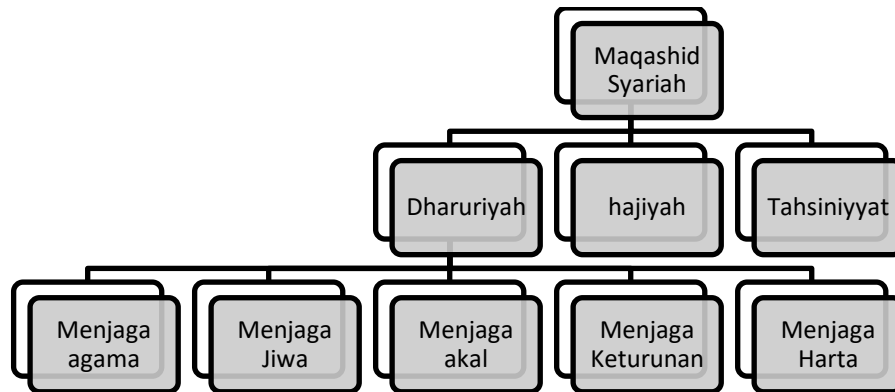 Maqashid
Syariah
Dharuriyah
hajiyah
Tahsiniyyat
Menjaga
agama
Menjaga
Jiwa
Menjaga
akal
Menjaga
Keturunan
Menjaga
Harta